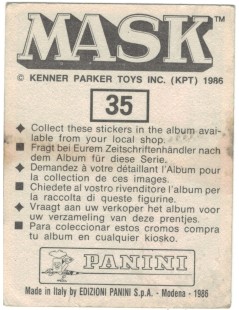 MASK™
© KENNER PARKER TOYS INC. (KPT) 1986
35
◆ Collect these stickers in the album avai-
lable from your local shop.
■ Fragt bei Eurem Zeitschriftenhändler nach
dem Album für diese Serie.
◆ Demandez à votre détaillant l'Album pour
la collection de ces images.
■ Chiedete al vostro rivenditore l'album per
la raccolta di queste figurine.
◆ Vraagt aan uw verkoper het album voor
uw verzameling van deze prentjes.
■ Para coleccionar estos cromos compra
tu album en cualquier kiosko.
PANINI
Made in Italy by EDIZIONI PANINI S.p.A. - Modena - 1986